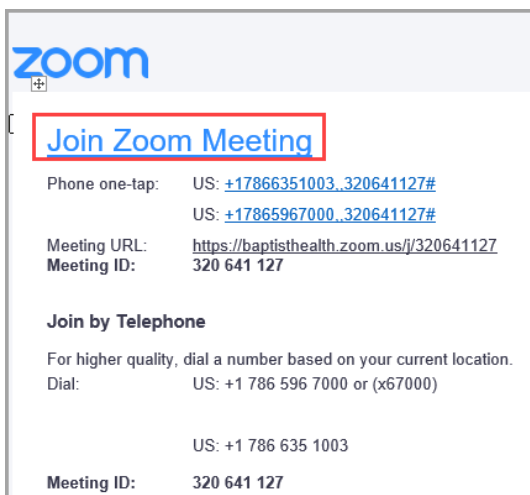 zoom
Join Zoom Meeting
Phone one-tap: US: +17866351003,,320641127#
US: +17865967000,,320641127#
Meeting URL: https://baptisthealth.zoom.us/j/320641127
Meeting ID: 320 641 127
Join by Telephone
For higher quality, dial a number based on your current location.
Dial: US: +1 786 596 7000 or (x67000)
US: +1 786 635 1003
Meeting ID: 320 641 127